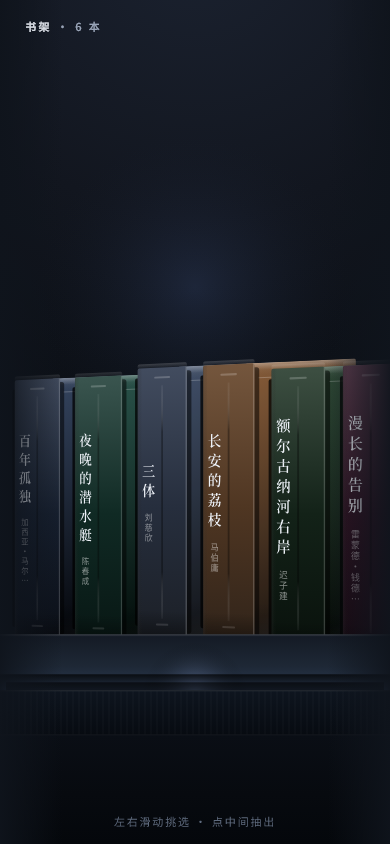 书架 · 6 本
百年孤独
加西亚·马尔…
夜晚的潜水艇
陈春成
三体
刘慈欣
长安的荔枝
马伯庸
额尔古纳河右岸
迟子建
漫长的告别
雷蒙德·钱德…
左右滑动挑选 · 点中间抽出